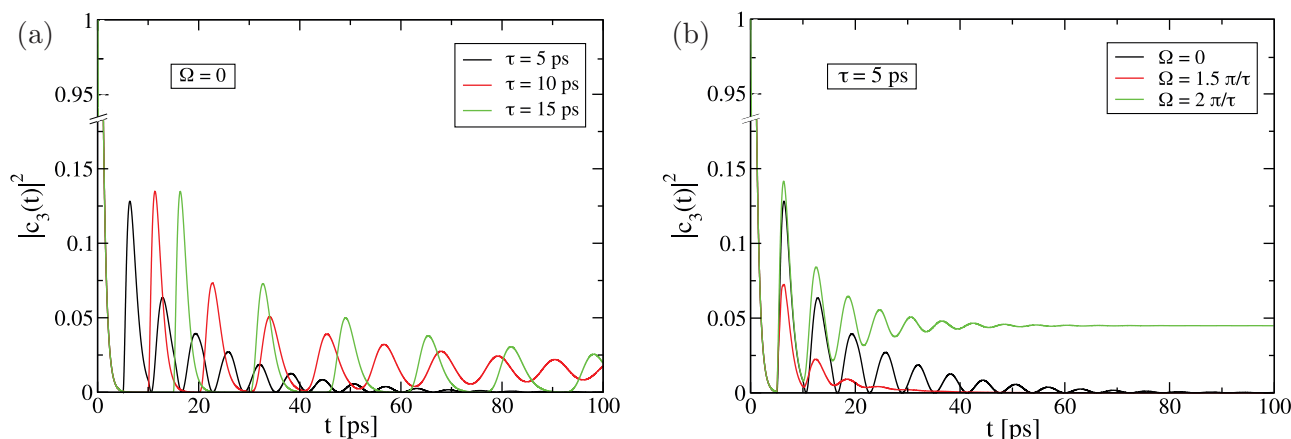 (a)
1
0.95
0.15
0.1
0.05
0
|c₃(t)|²
Ω = 0
τ = 5 ps
τ = 10 ps
τ = 15 ps
0 20 40 60 80 100
t [ps]
(b)
1
0.95
0.15
0.1
0.05
0
|c₃(t)|²
τ = 5 ps
Ω = 0
Ω = 1.5 π/τ
Ω = 2 π/τ
0 20 40 60 80 100
t [ps]